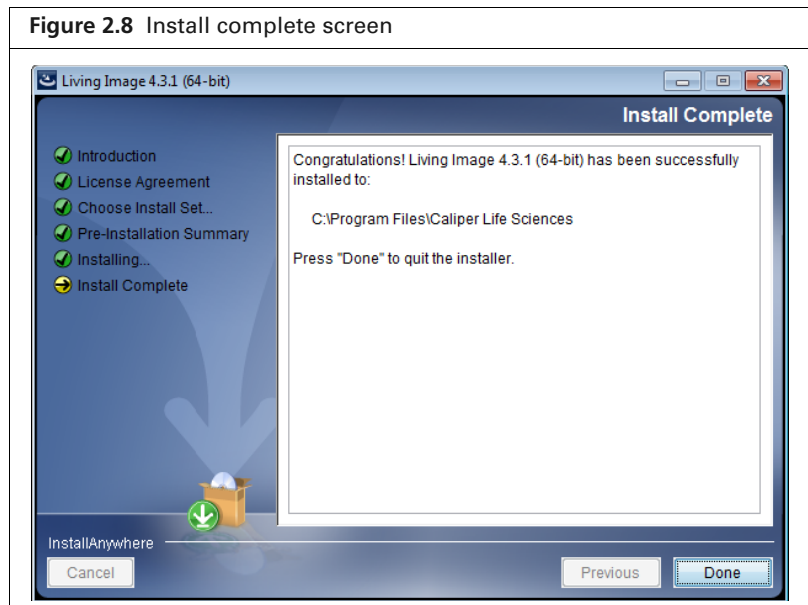 Figure 2.8 Install complete screen
Living Image 4.3.1 (64-bit)
Install Complete
Introduction
License Agreement
Choose Install Set...
Pre-Installation Summary
Installing...
Install Complete
Congratulations! Living Image 4.3.1 (64-bit) has been successfully
installed to:
C:\Program Files\Caliper Life Sciences
Press "Done" to quit the installer.
InstallAnywhere
Cancel
Previous
Done